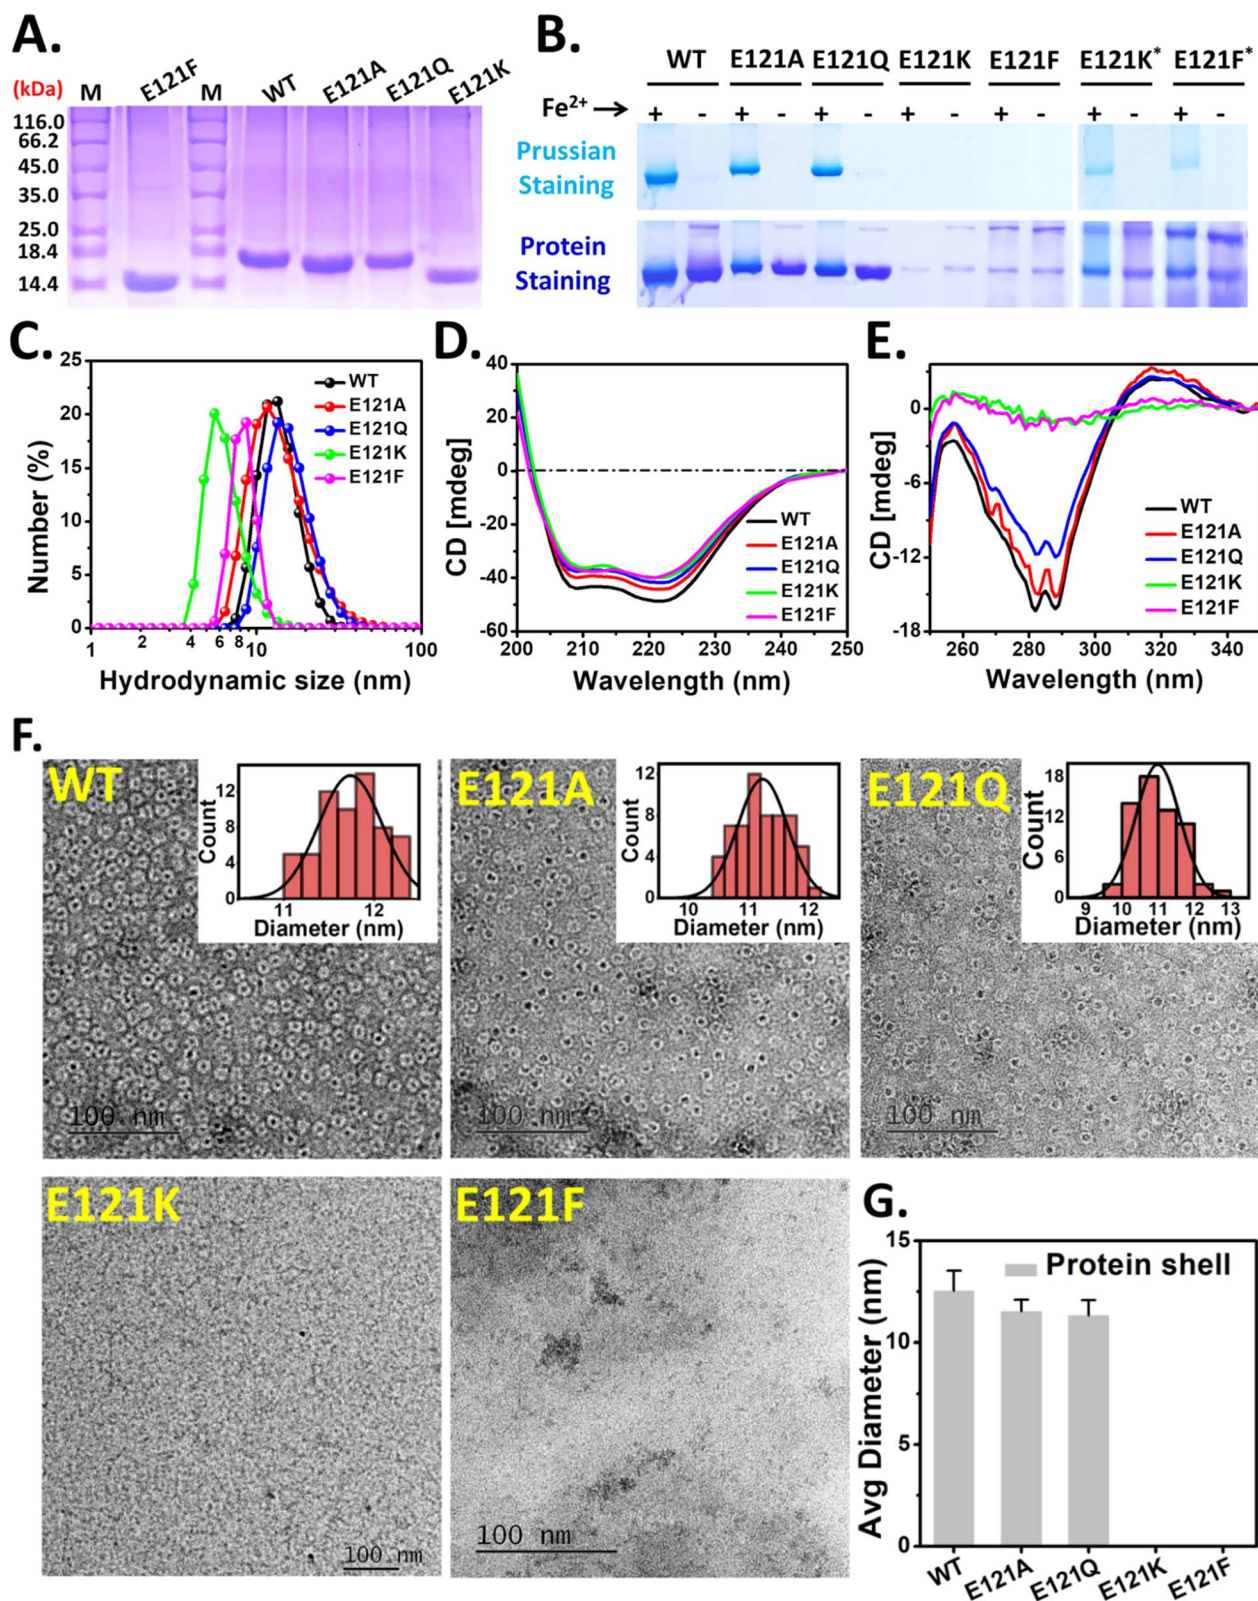 A.
(kDa) M E121F M WT E121A E121Q E121K
116.0
66.2
45.0
35.0
25.0
18.4
14.4
B.
WT E121A E121Q E121K E121F E121K* E121F*
Fe²⁺→ + - + - + - + - + - + - + -
Prussian
Staining
Protein
Staining
C.
Number (%)
25
20
15
10
5
0
WT
E121A
E121Q
E121K
E121F
1 2 4 6 8 10 100
Hydrodynamic size (nm)
D.
CD [mdeg]
40
20
0
-20
-40
-60
WT
E121A
E121Q
E121K
E121F
200 210 220 230 240 250
Wavelength (nm)
E.
CD [mdeg]
0
-6
-12
-18
WT
E121A
E121Q
E121K
E121F
260 280 300 320 340
Wavelength (nm)
F.
WT
Count
12
8
4
0
11 12
Diameter (nm)
100 nm
E121A
Count
12
8
4
0
10 11 12
Diameter (nm)
100 nm
E121Q
Count
18
12
6
0
9 10 11 12 13
Diameter (nm)
100 nm
E121K
100 nm
E121F
100 nm
G.
Avg Diameter (nm)
15
10
5
0
Protein shell
WT E121A E121Q E121K E121F